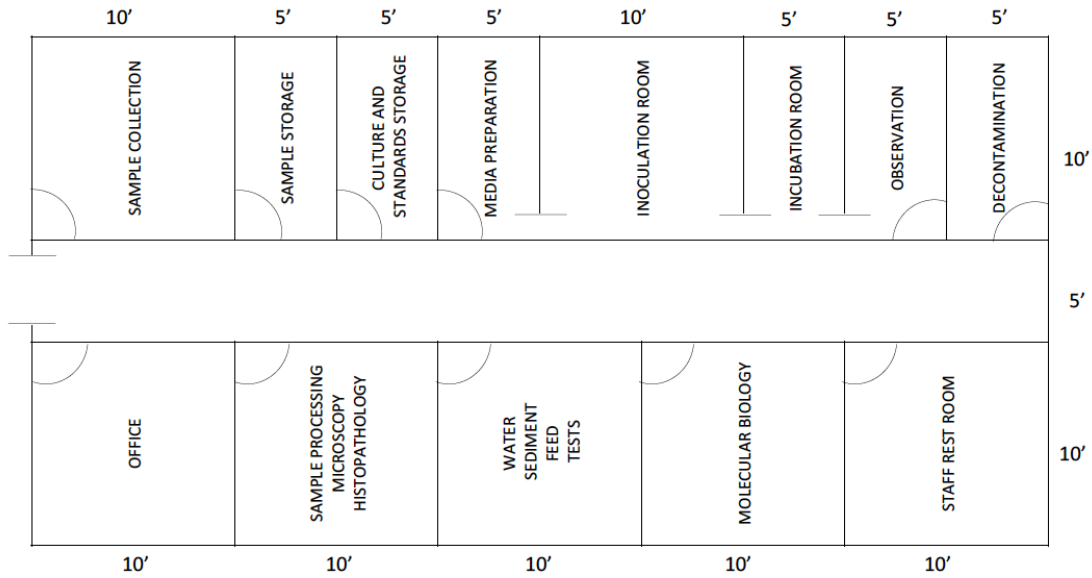 10’
5’
5’
5’
10’
5’
5’
5’
SAMPLE COLLECTION
SAMPLE STORAGE
CULTURE AND
STANDARDS STORAGE
MEDIA PREPARATION
INOCULATION ROOM
INCUBATION ROOM
OBSERVATION
DECONTAMINATION
10’
5’
OFFICE
SAMPLE PROCESSING
MICROSCOPY
HISTOPATHOLOGY
WATER
SEDIMENT
FEED
TESTS
MOLECULAR BIOLOGY
STAFF REST ROOM
10’
10’
10’
10’
10’
10’